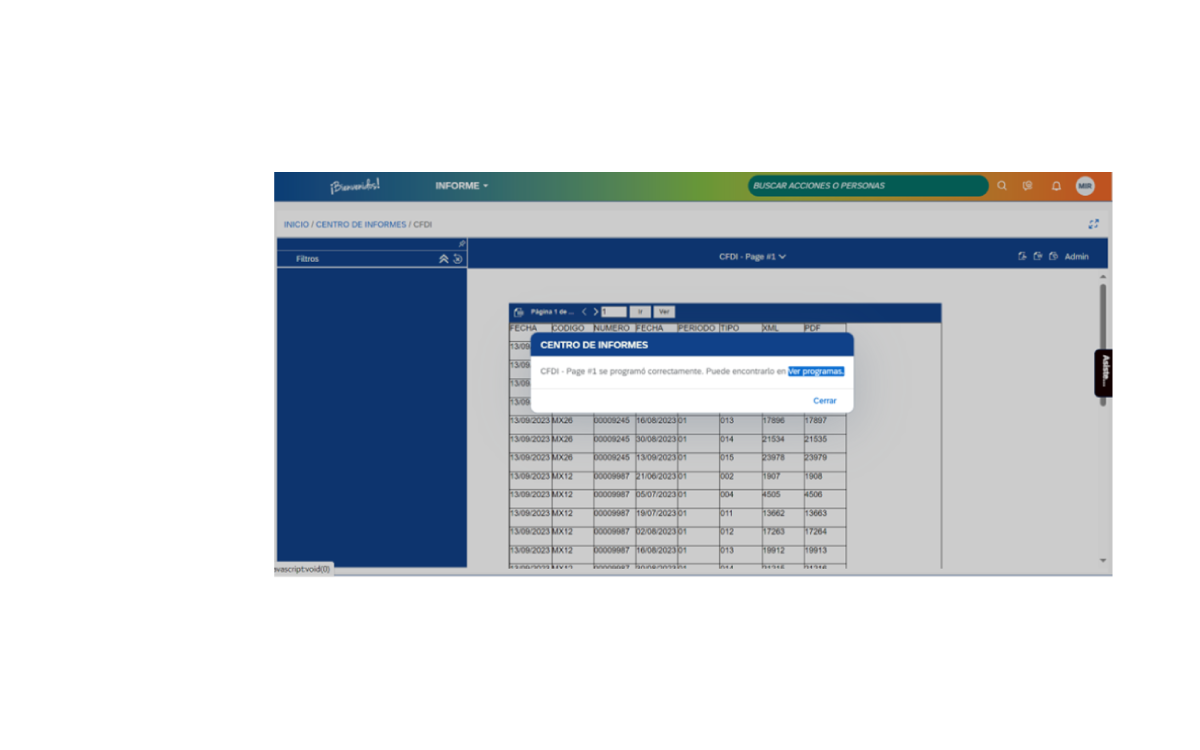 ¡Bienvenidos! INFORME BUSCAR ACCIONES O PERSONAS MIR
INICIO / CENTRO DE INFORMES / CFDI
Filtros CFDI - Page #1 Admin
Página 1 de ... 1 Ir Ver
FECHA CODIGO NUMERO FECHA PERIODO TIPO XML PDF
13/09
13/09
13/09
13/09
CENTRO DE INFORMES
CFDI - Page #1 se programó correctamente. Puede encontrarlo en Ver programas.
Cerrar
Asiste...
13/09/2023 MX26 00009245 16/08/2023 01 013 17896 17897
13/09/2023 MX26 00009245 30/08/2023 01 014 21534 21535
13/09/2023 MX26 00009245 13/09/2023 01 015 23978 23979
13/09/2023 MX12 00009987 21/06/2023 01 002 1907 1908
13/09/2023 MX12 00009987 05/07/2023 01 004 4505 4506
13/09/2023 MX12 00009987 19/07/2023 01 011 13662 13663
13/09/2023 MX12 00009987 02/08/2023 01 012 17263 17264
13/09/2023 MX12 00009987 16/08/2023 01 013 19912 19913
vascript:void(0)